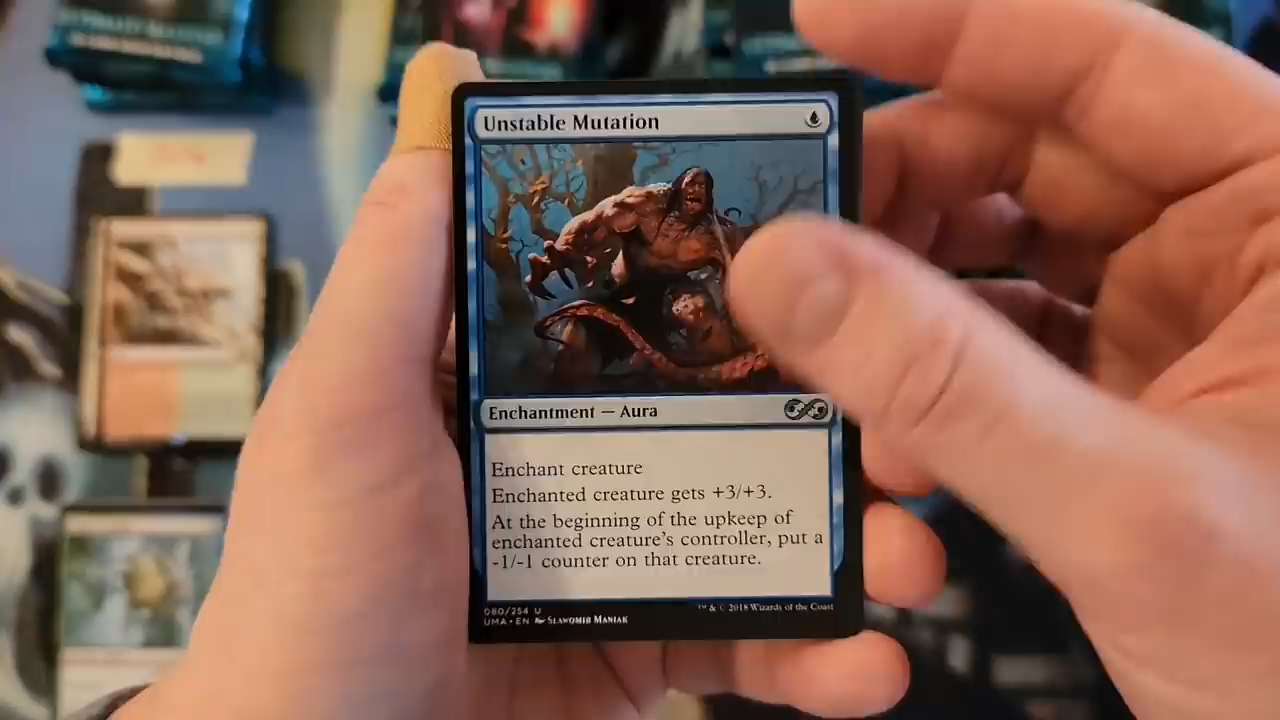 Unstable Mutation
Enchantment — Aura
Enchant creature
Enchanted creature gets +3/+3.
At the beginning of the upkeep of
enchanted creature's controller, put a
-1/-1 counter on that creature.
080/254 U
™ & © 2018 Wizards of the Coast
UMA • EN Slawomir Maniak